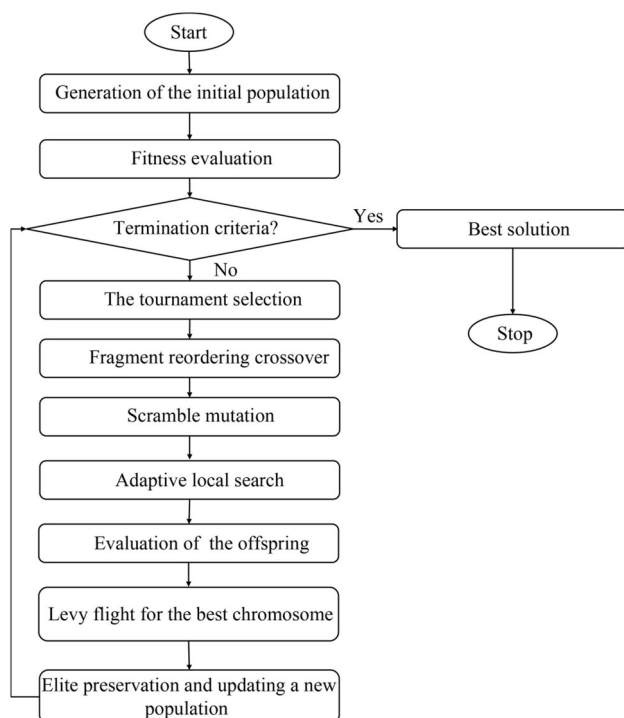 Start
Generation of the initial population
Fitness evaluation
Termination criteria?
Yes
Best solution
No
The tournament selection
Stop
Fragment reordering crossover
Scramble mutation
Adaptive local search
Evaluation of the offspring
Levy flight for the best chromosome
Elite preservation and updating a new
population